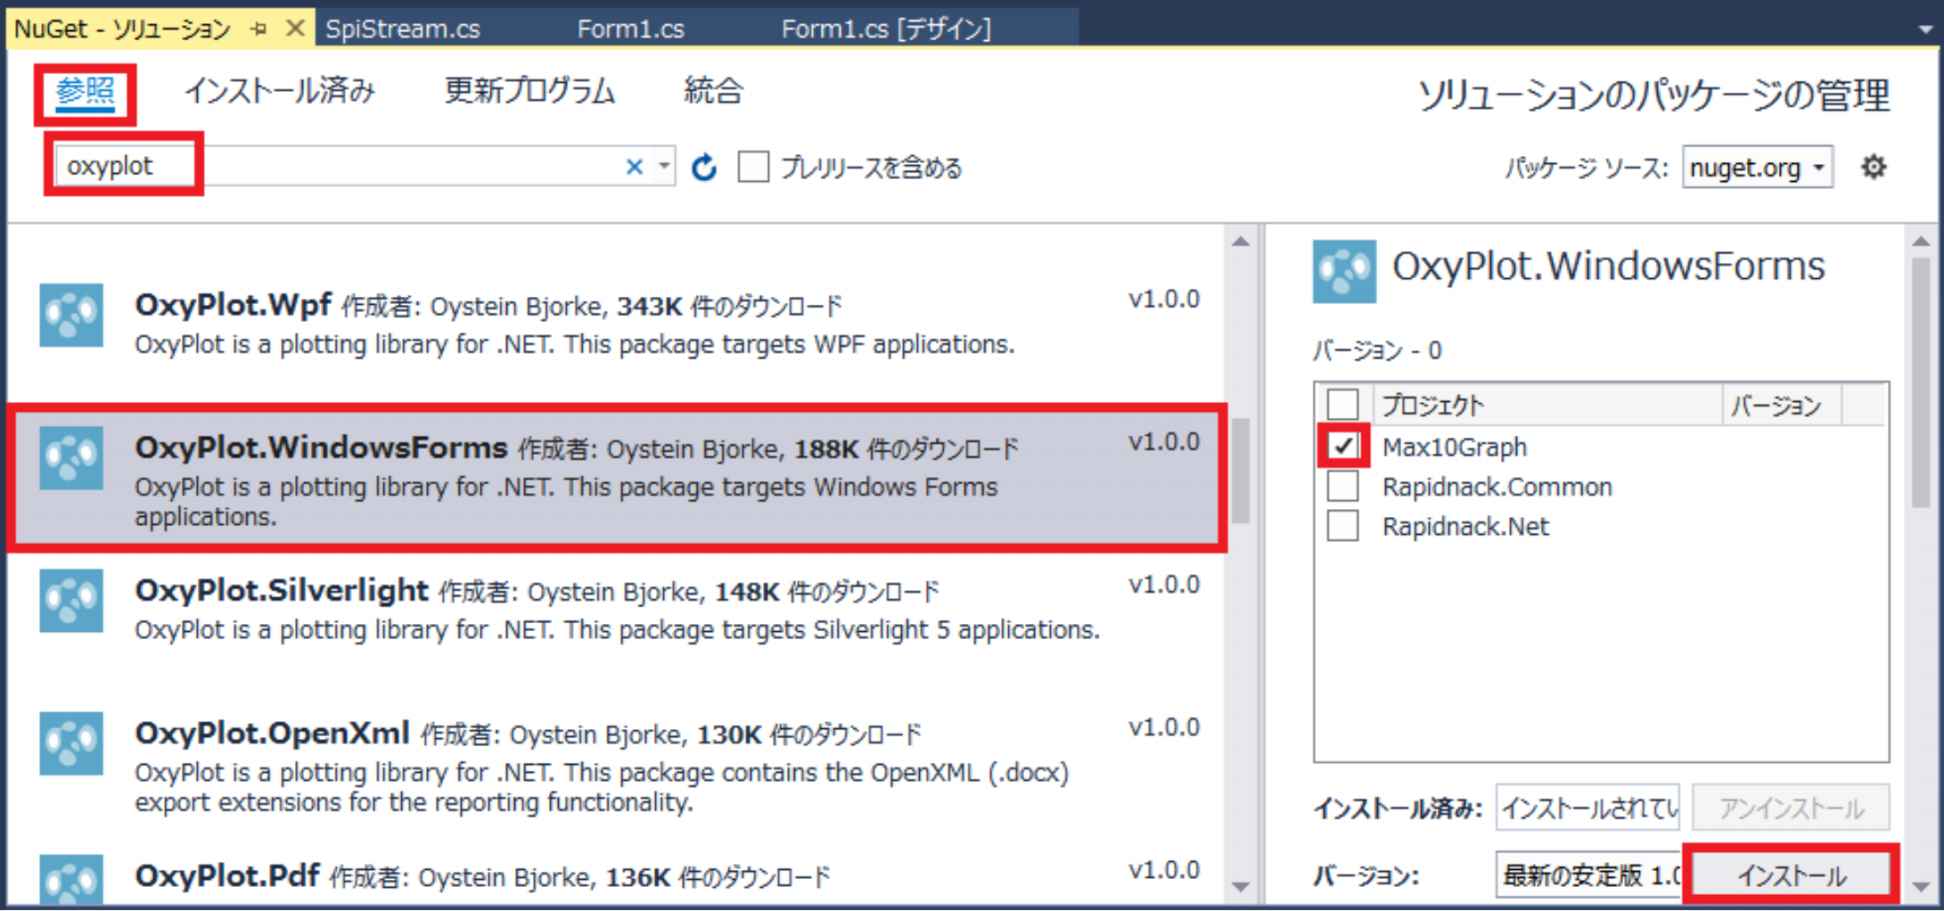 NuGet - ソリューション
SpiStream.cs
Form1.cs
Form1.cs [デザイン]
参照
インストール済み
更新プログラム
統合
ソリューションのパッケージの管理
oxyplot
プレリリースを含める
パッケージ ソース: nuget.org
OxyPlot.Wpf 作成者: Oystein Bjorke, 343K 件のダウンロード
v1.0.0
OxyPlot is a plotting library for .NET. This package targets WPF applications.
OxyPlot.WindowsForms 作成者: Oystein Bjorke, 188K 件のダウンロード
v1.0.0
OxyPlot is a plotting library for .NET. This package targets Windows Forms
applications.
OxyPlot.Silverlight 作成者: Oystein Bjorke, 148K 件のダウンロード
v1.0.0
OxyPlot is a plotting library for .NET. This package targets Silverlight 5 applications.
OxyPlot.OpenXml 作成者: Oystein Bjorke, 130K 件のダウンロード
v1.0.0
OxyPlot is a plotting library for .NET. This package contains the OpenXML (.docx)
export extensions for the reporting functionality.
OxyPlot.Pdf 作成者: Oystein Bjorke, 136K 件のダウンロード
v1.0.0
OxyPlot.WindowsForms
バージョン - 0
プロジェクト
バージョン
Max10Graph
Rapidnack.Common
Rapidnack.Net
インストール済み:
インストールされてい
アンインストール
バージョン:
最新の安定版 1.0
インストール